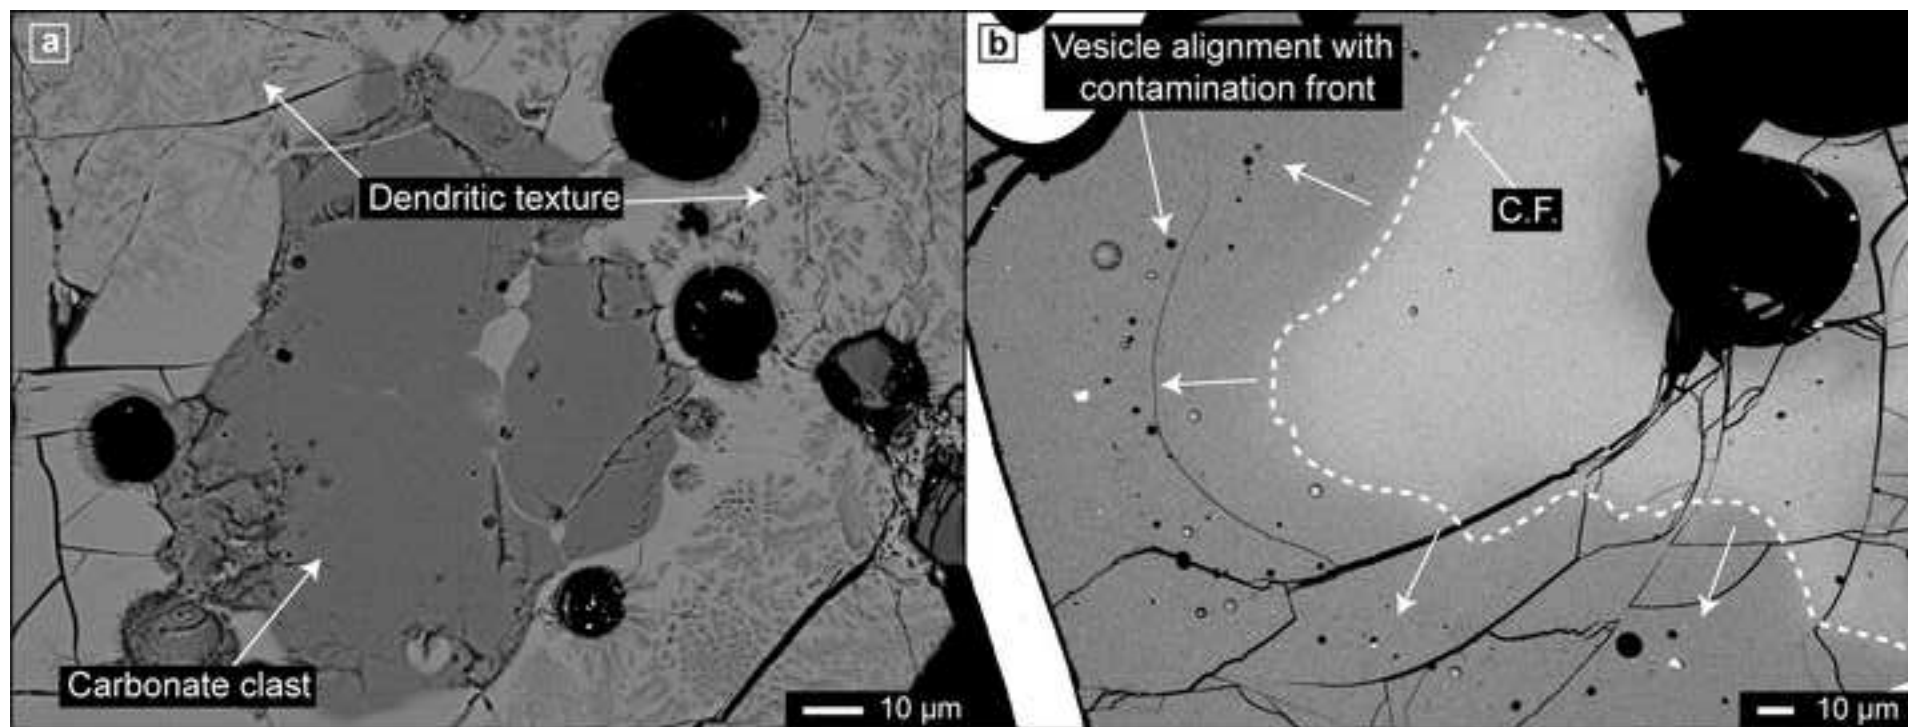 a
Dendritic texture
Carbonate clast
10 µm
b
Vesicle alignment with
contamination front
C.F.
10 µm